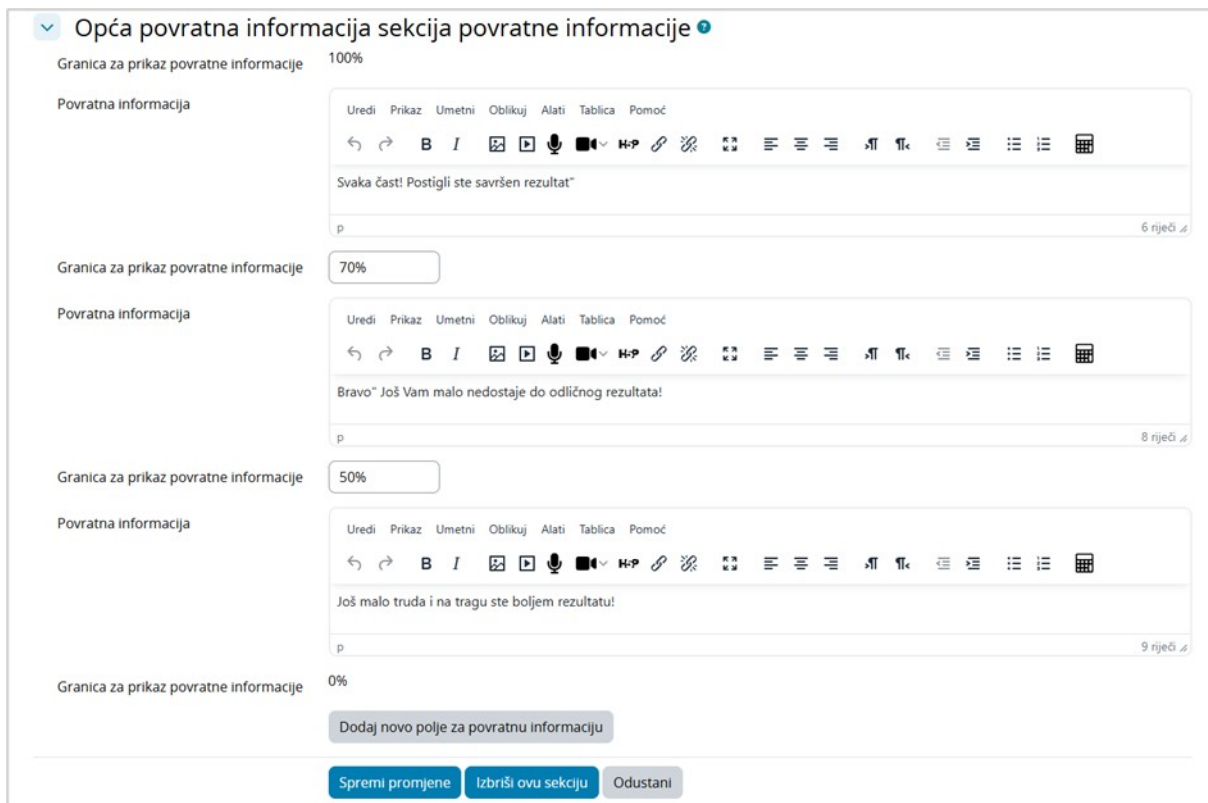 Opća povratna informacija sekcija povratne informacije ?
Granica za prikaz povratne informacije 100%
Povratna informacija
Uredi Prikaz Umetni Oblikuj Alati Tablica Pomoć
B I H-P
Svaka čast! Postigli ste savršen rezultat"
p 6 riječi
Granica za prikaz povratne informacije 70%
Povratna informacija
Uredi Prikaz Umetni Oblikuj Alati Tablica Pomoć
B I H-P
Bravo" Još Vam malo nedostaje do odličnog rezultata!
p 8 riječi
Granica za prikaz povratne informacije 50%
Povratna informacija
Uredi Prikaz Umetni Oblikuj Alati Tablica Pomoć
B I H-P
Još malo truda i na tragu ste boljem rezultatu!
p 9 riječi
Granica za prikaz povratne informacije 0%
Dodaj novo polje za povratnu informaciju
Spremi promjene Izbriši ovu sekciju Odustani